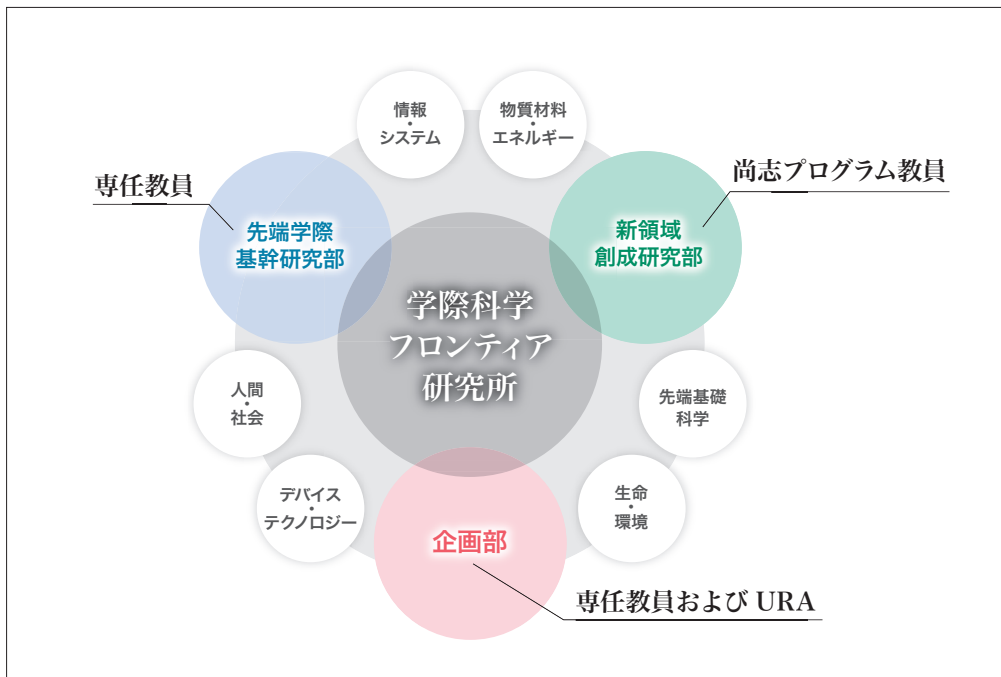 情報
・
システム
物質材料
・
エネルギー
専任教員
尚志プログラム教員
先端学際
基幹研究部
新領域
創成研究部
学際科学
フロンティア
研究所
人間
・
社会
先端基礎
科学
デバイス
・
テクノロジー
生命
・
環境
企画部
専任教員および URA